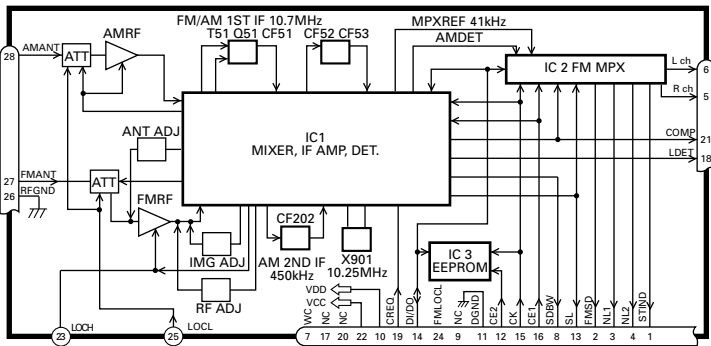 FM/AM 1ST IF 10.7MHz
T51 Q51 CF51
CF52 CF53
MPXREF 41kHz
AMDET
AMRF
28
AMANT
ATT
IC 2 FM MPX
L ch
6
R ch
5
ANT ADJ
IC1
MIXER, IF AMP, DET.
COMP
21
LDET
18
27
FMANT
26
RFGND
ATT
FMRF
CF202
AM 2ND IF
450kHz
X901
10.25MHz
IMG ADJ
RF ADJ
IC 3
EEPROM
VDD
VCC
WC
NC
NC
CREQ
DI/DO
FMLOCL
NC
DGND
CE2
CK
CE1
SDBW
SL
FMSD
NL1
NL2
STIND
23
LOCH
25
LOCL
7
17
20
22
10
19
14
24
9
11
12
15
16
8
13
2
3
4
1